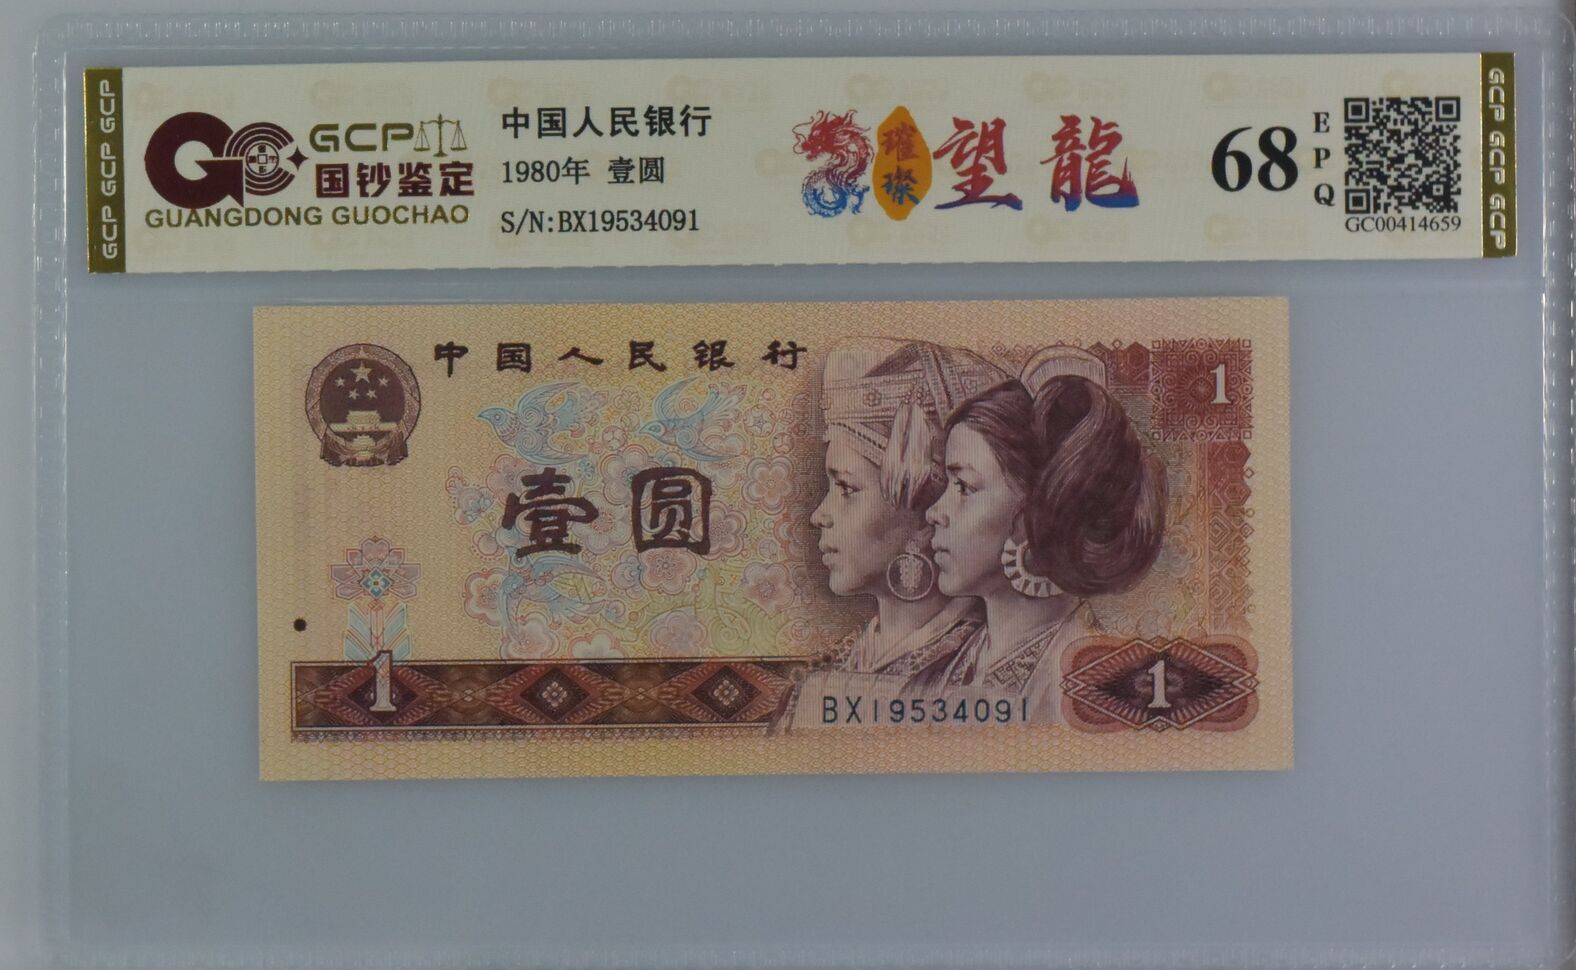 GCP GCP GCP
GCP
国钞鉴定
GUANGDONG GUOCHAO
中国人民银行
1980年 壹圆
S/N:BX19534091
璀璨
望龍
68
EPQ
GC00414659
GCP GCP GCP
中国人民银行
1
壹圆
1
BX19534091
1